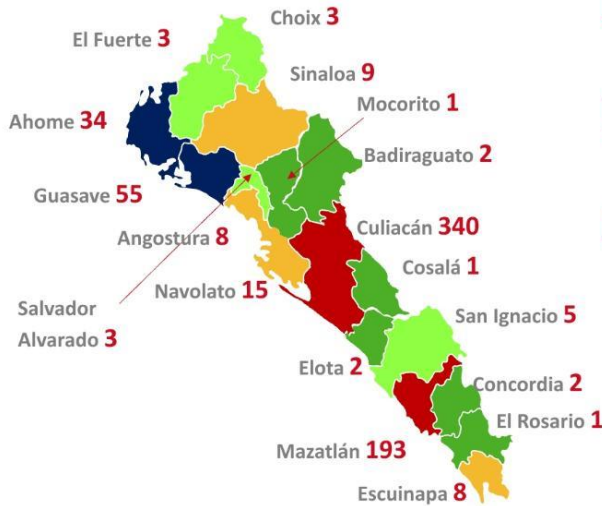 Choix 3
El Fuerte 3
Sinaloa 9
Mocorito 1
Ahome 34
Badiraguato 2
Guasave 55
Culiacán 340
Angostura 8
Cosalá 1
Navolato 15
Salvador
Alvarado 3
San Ignacio 5
Elota 2
Concordia 2
El Rosario 1
Mazatlán 193
Escuinapa 8